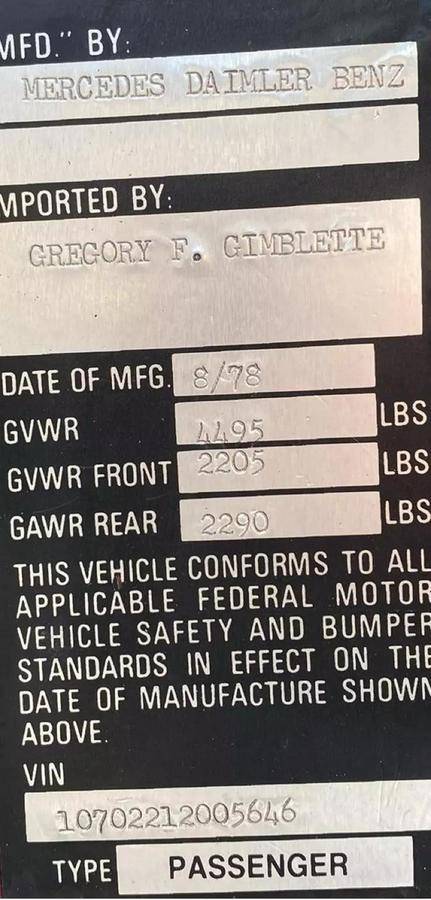 MFD." BY:
MERCEDES DAIMLER BENZ
MPORTED BY:
GREGORY F. GIMBLETTE
DATE OF MFG. 8/78
GVWR 4495 LBS
GVWR FRONT 2205 LBS
GAWR REAR 2290 LBS
THIS VEHICLE CONFORMS TO ALL
APPLICABLE FEDERAL MOTOR
VEHICLE SAFETY AND BUMPER
STANDARDS IN EFFECT ON THE
DATE OF MANUFACTURE SHOWN
ABOVE.
VIN
10702212005646
TYPE PASSENGER